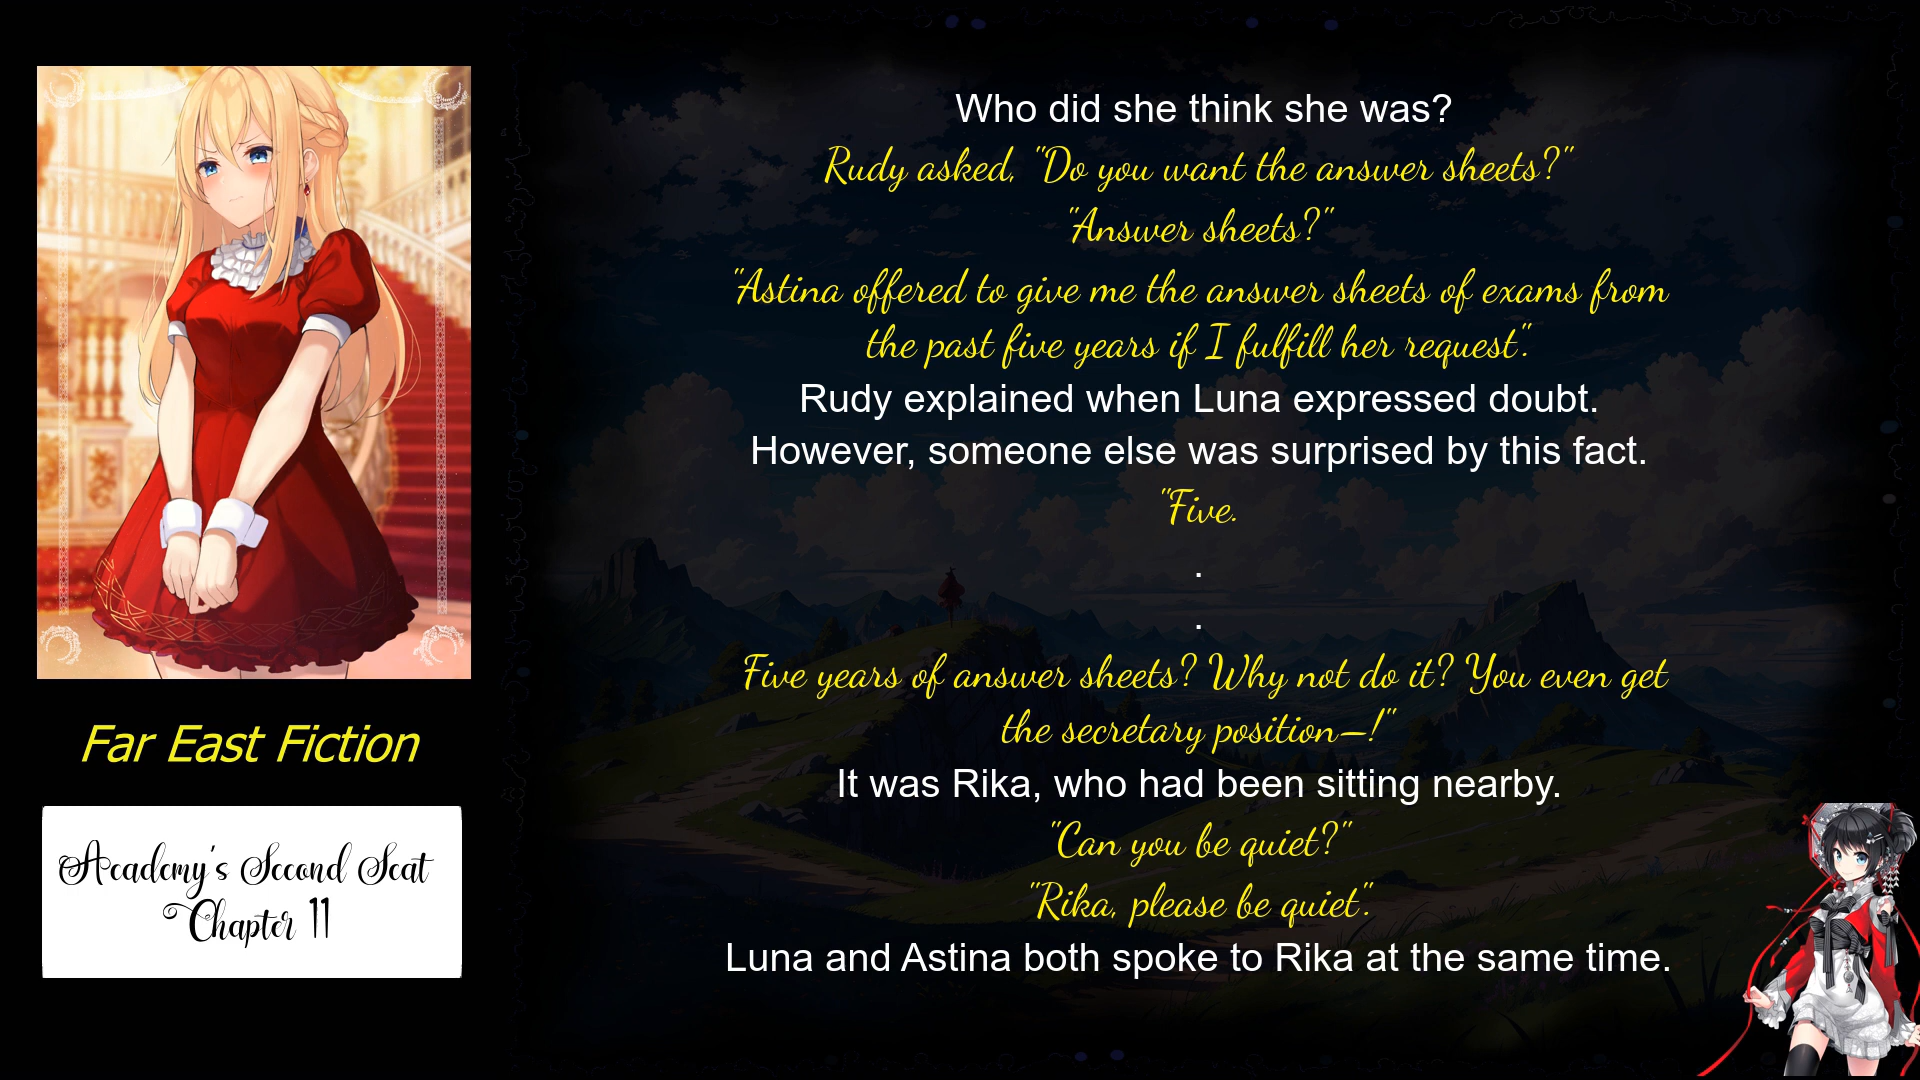 Who did she think she was?
Rudy asked, "Do you want the answer sheets?"
"Answer sheets?"
"Astina offered to give me the answer sheets of exams from
the past five years if I fulfill her request".
Rudy explained when Luna expressed doubt.
However, someone else was surprised by this fact.
"Five.
.
.
Five years of answer sheets? Why not do it? You even get
the secretary position—!"
It was Rika, who had been sitting nearby.
"Can you be quiet?"
"Rika, please be quiet".
Luna and Astina both spoke to Rika at the same time.
Far East Fiction
Academy's Second Seat
Chapter 11